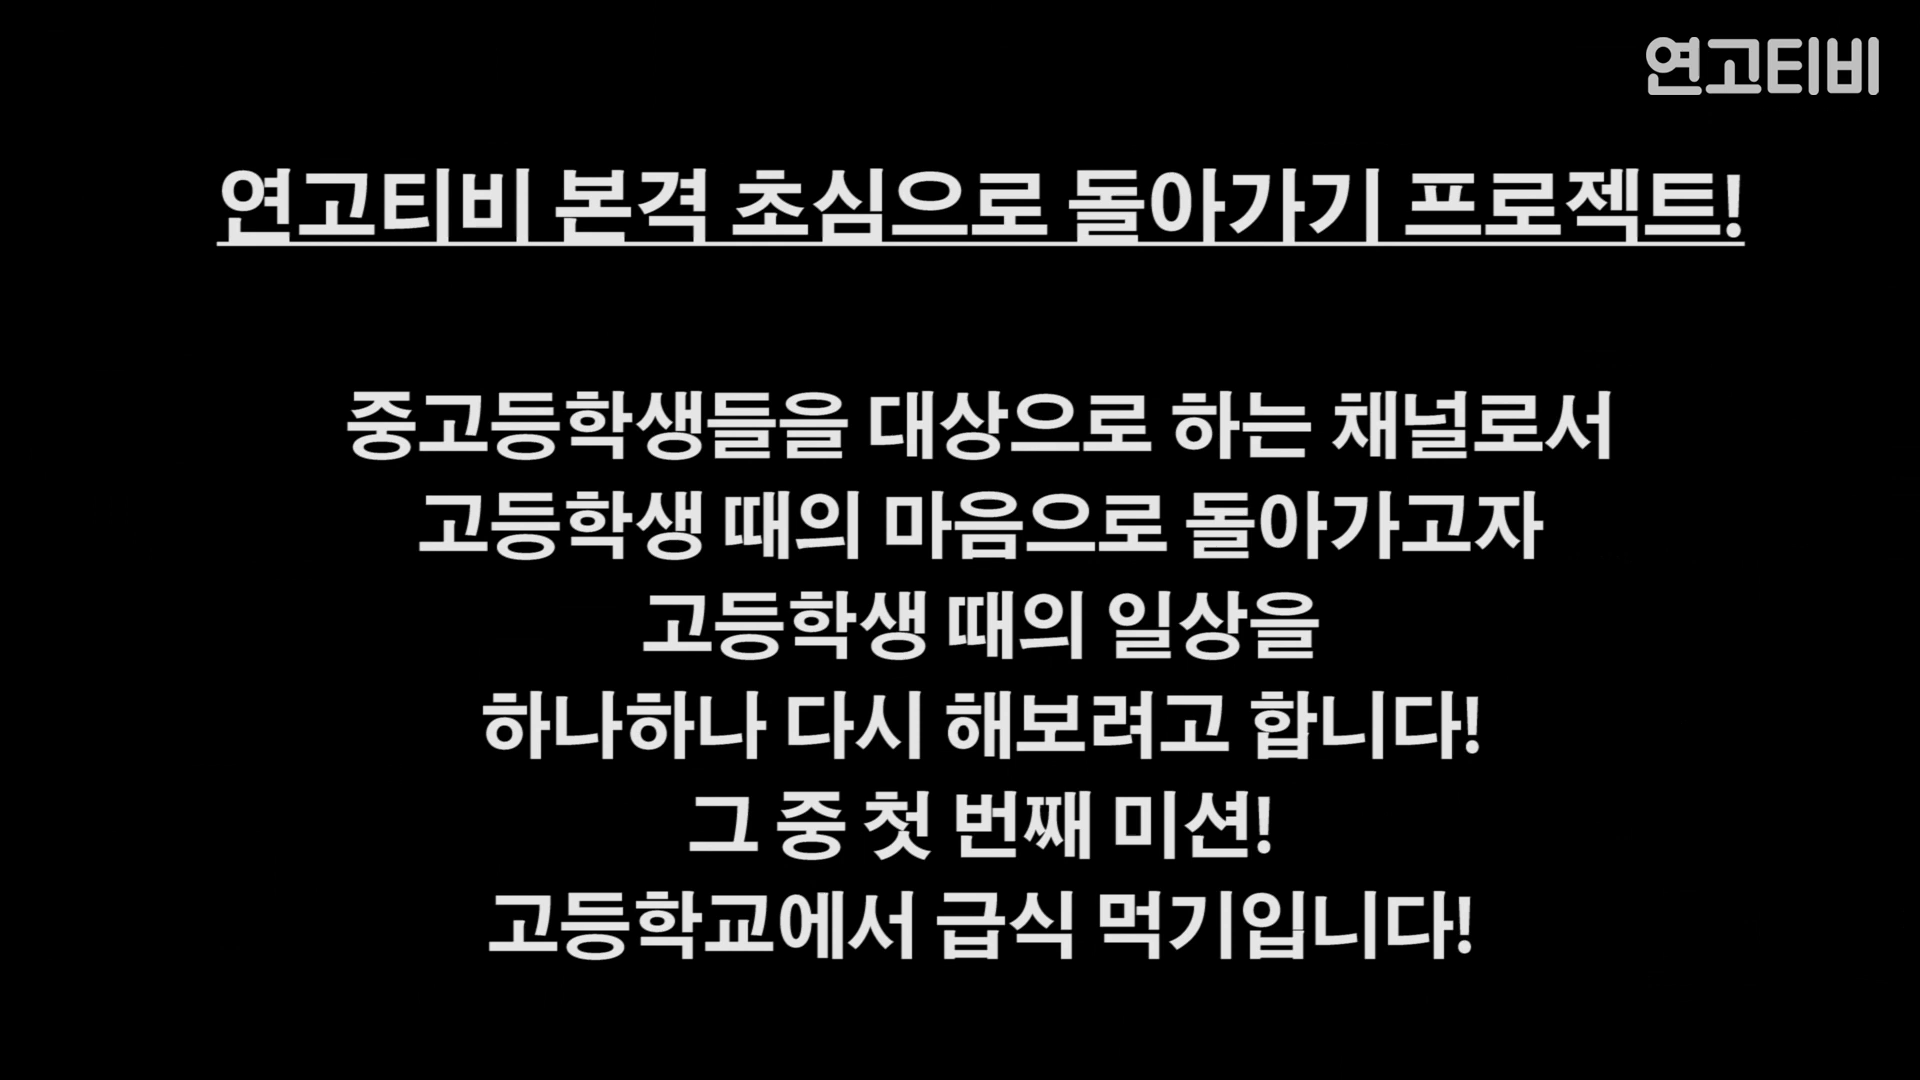 연고티비
연고티비 본격 초심으로 돌아가기 프로젝트!
중고등학생들을 대상으로 하는 채널로서
고등학생 때의 마음으로 돌아가고자
고등학생 때의 일상을
하나하나 다시 해보려고 합니다!
그 중 첫 번째 미션!
고등학교에서 급식 먹기입니다!